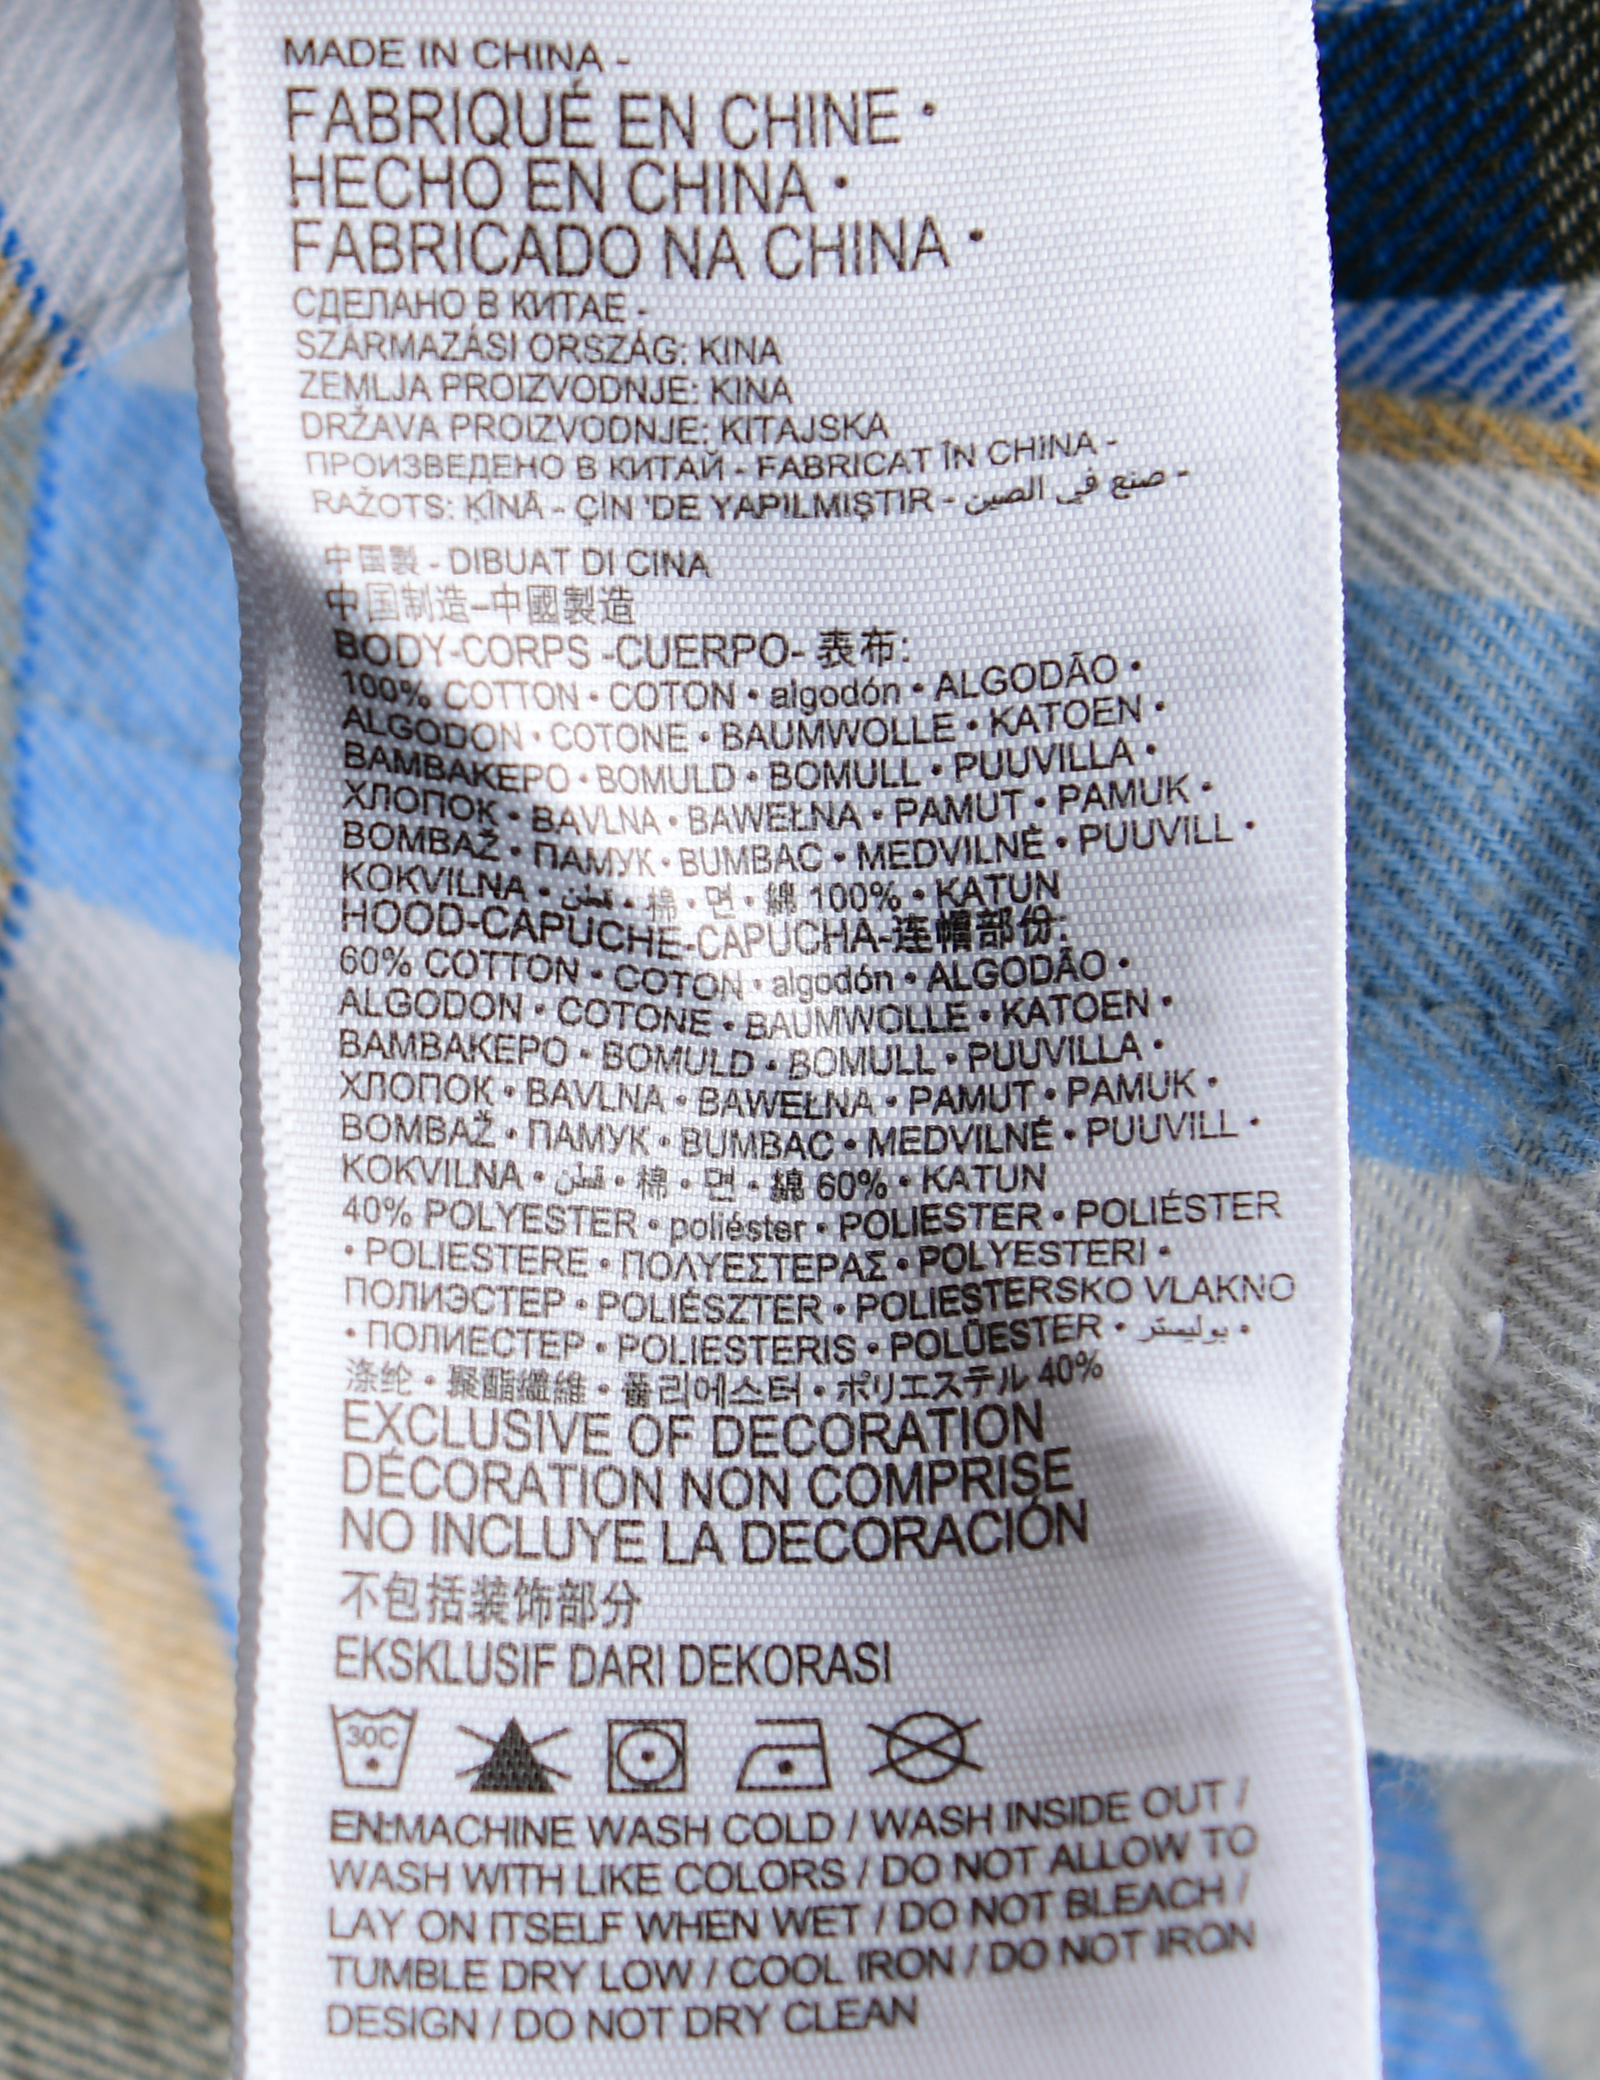 MADE IN CHINA -
FABRIQUÉ EN CHINE •
HECHO EN CHINA •
FABRICADO NA CHINA •
СДЕЛАНО В КИТАЕ -
SZÁRMAZÁSI ORSZÁG: KINA
ZEMLJA PROIZVODNJE: KINA
DRŽAVA PROIZVODNJE: KITAJSKA
ПРОИЗВЕДЕНО В КИТАЙ - FABRICAT ÎN CHINA -
RAŽOTS: ĶĪNĀ - ÇİN 'DE YAPILMIŞTIR - صنع في الصين -
中国製 - DIBUAT DI CINA
中国制造–中國製造
BODY-CORPS -CUERPO- 表布:
100% COTTON • COTON • algodón • ALGODÃO •
ALGODON • COTONE • BAUMWOLLE • KATOEN •
BAMBAKEPO • BOMULD • BOMULL • PUUVILLA •
ХЛОПОК • BAVLNA • BAWEŁNA • PAMUT • PAMUK •
BOMBAŽ • ПАМУК • BUMBAC • MEDVILNĖ • PUUVILL •
KOKVILNA • قطن • 棉 • 면 • 綿 100% • KATUN
HOOD-CAPUCHE-CAPUCHA-连帽部份:
60% COTTON • COTON • algodón • ALGODÃO •
ALGODON • COTONE • BAUMWOLLE • KATOEN •
BAMBAKEPO • BOMULD • BOMULL • PUUVILLA •
ХЛОПОК • BAVLNA • BAWEŁNA • PAMUT • PAMUK •
BOMBAŽ • ПАМУК • BUMBAC • MEDVILNĖ • PUUVILL •
KOKVILNA • قطن • 棉 • 면 • 綿 60% • KATUN
40% POLYESTER • poliéster • POLIESTER • POLIÉSTER
• POLIESTERE • ΠΟΛΥΕΣΤΕΡΑΣ • POLYESTERI •
ПОЛИЭСТЕР • POLIÉSZTER • POLIESTERSKO VLAKNO
• ПОЛИЕСТЕР • POLIESTERIS • POLÜESTER • بوليستر •
涤纶 • 聚酯纖維 • 폴리에스터 • ポリエステル 40%
EXCLUSIVE OF DECORATION
DÉCORATION NON COMPRISE
NO INCLUYE LA DECORACIÓN
不包括装饰部分
EKSKLUSIF DARI DEKORASI
30C
EN:MACHINE WASH COLD / WASH INSIDE OUT /
WASH WITH LIKE COLORS / DO NOT ALLOW TO
LAY ON ITSELF WHEN WET / DO NOT BLEACH /
TUMBLE DRY LOW / COOL IRON / DO NOT IRON
DESIGN / DO NOT DRY CLEAN